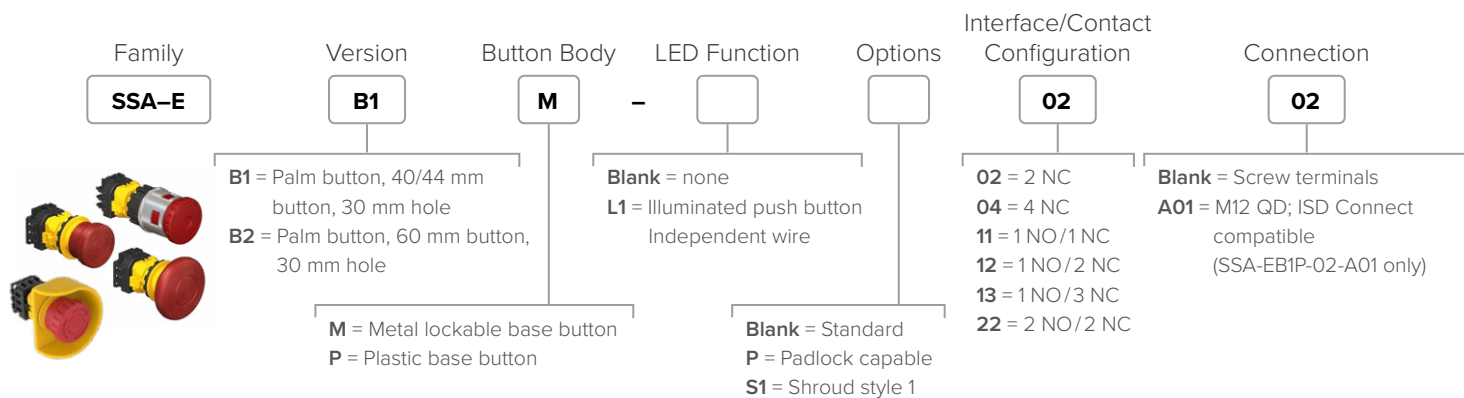 Family
Version
Button Body
LED Function
Options
Interface/Contact
Configuration
Connection
SSA–E
B1
M
–
02
02
B1 = Palm button, 40/44 mm
button, 30 mm hole
B2 = Palm button, 60 mm button,
30 mm hole
M = Metal lockable base button
P = Plastic base button
Blank = none
L1 = Illuminated push button
Independent wire
Blank = Standard
P = Padlock capable
S1 = Shroud style 1
02 = 2 NC
04 = 4 NC
11 = 1 NO/1 NC
12 = 1 NO/2 NC
13 = 1 NO/3 NC
22 = 2 NO/2 NC
Blank = Screw terminals
A01 = M12 QD; ISD Connect
compatible
(SSA-EB1P-02-A01 only)